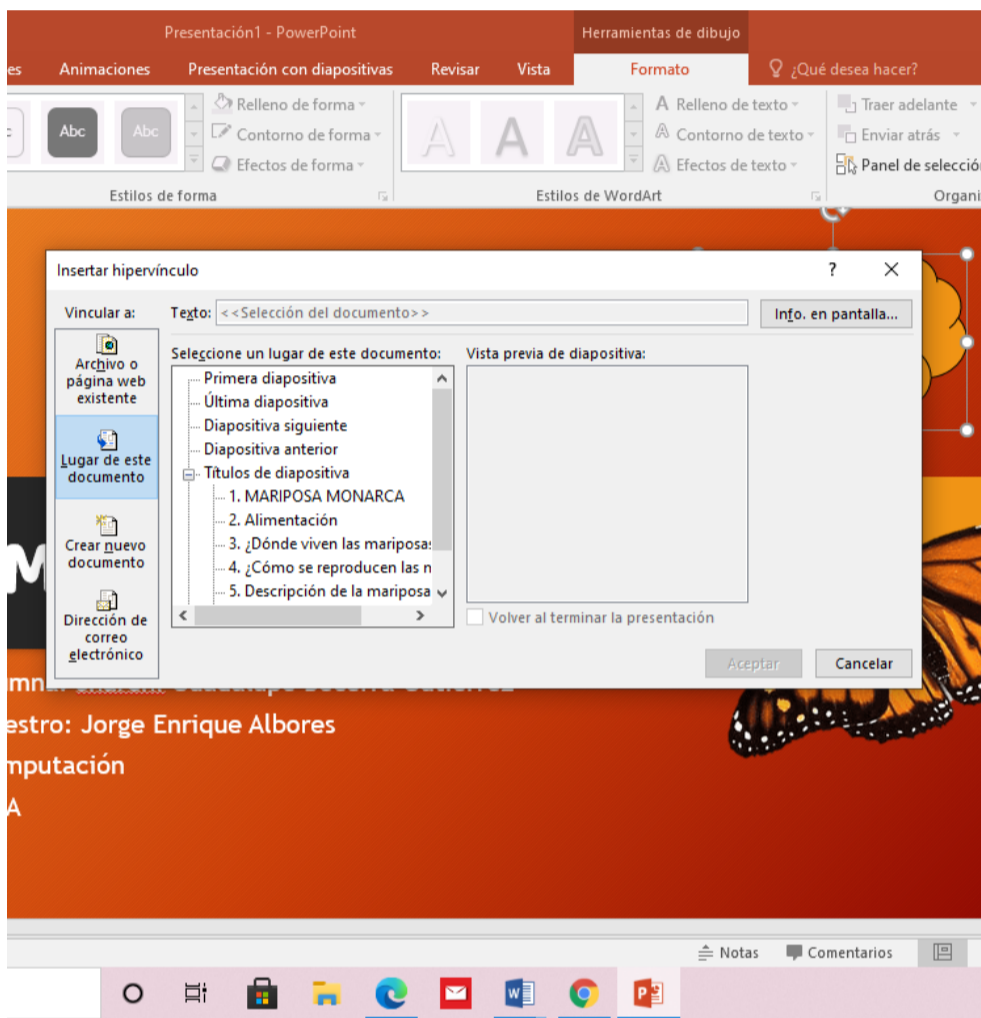 Presentación1 - PowerPoint
Herramientas de dibujo
es Animaciones Presentación con diapositivas Revisar Vista Formato ¿Qué desea hacer?
Abc Abc
Relleno de forma
Contorno de forma
Efectos de forma
Estilos de forma
A A A
A Relleno de texto
A Contorno de texto
A Efectos de texto
Estilos de WordArt
Traer adelante
Enviar atrás
Panel de selección
Organi
Insertar hipervínculo ? X
Vincular a:
Texto: <<Selección del documento>>
Info. en pantalla...
Archivo o
página web
existente
Lugar de este
documento
Crear nuevo
documento
Dirección de
correo
electrónico
Seleccione un lugar de este documento:
Primera diapositiva
Última diapositiva
Diapositiva siguiente
Diapositiva anterior
Títulos de diapositiva
1. MARIPOSA MONARCA
2. Alimentación
3. ¿Dónde viven las mariposas
4. ¿Cómo se reproducen las
5. Descripción de la mariposa
Vista previa de diapositiva:
Volver al terminar la presentación
Aceptar Cancelar
M
estro: Jorge Enrique Albores
mputación
A
Notas Comentarios